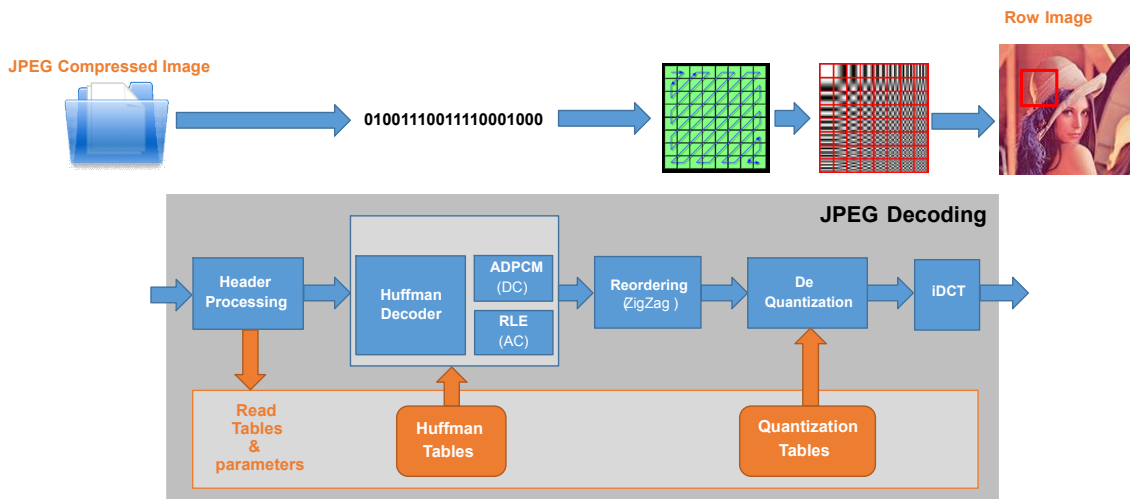 Row Image
JPEG Compressed Image
01001110011110001000
JPEG Decoding
Header
Processing
Huffman
Decoder
ADPCM
(DC)
RLE
(AC)
Reordering
(ZigZag )
De
Quantization
iDCT
Read
Tables
&
parameters
Huffman
Tables
Quantization
Tables